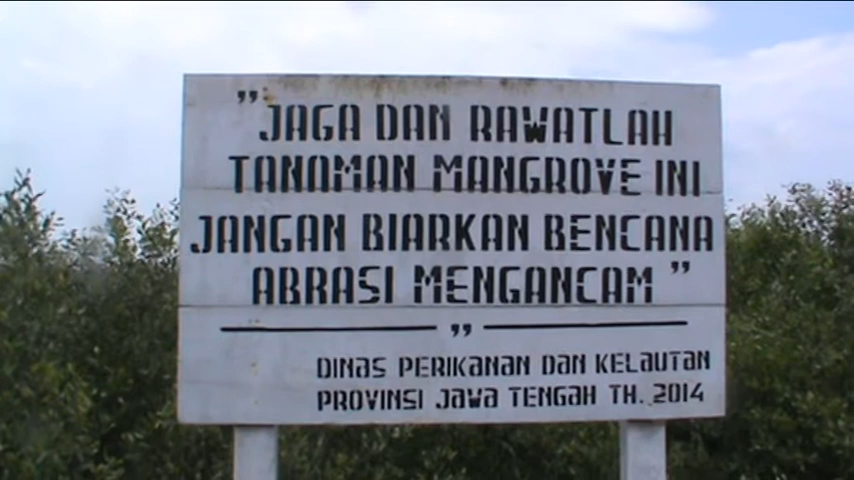 " JAGA DAN RAWATLAH
TANAMAN MANGROVE INI
JANGAN BIARKAN BENCANA
ABRASI MENGANCAM "
"
DINAS PERIKANAN DAN KELAUTAN
PROVINSI JAWA TENGAH TH. 2014